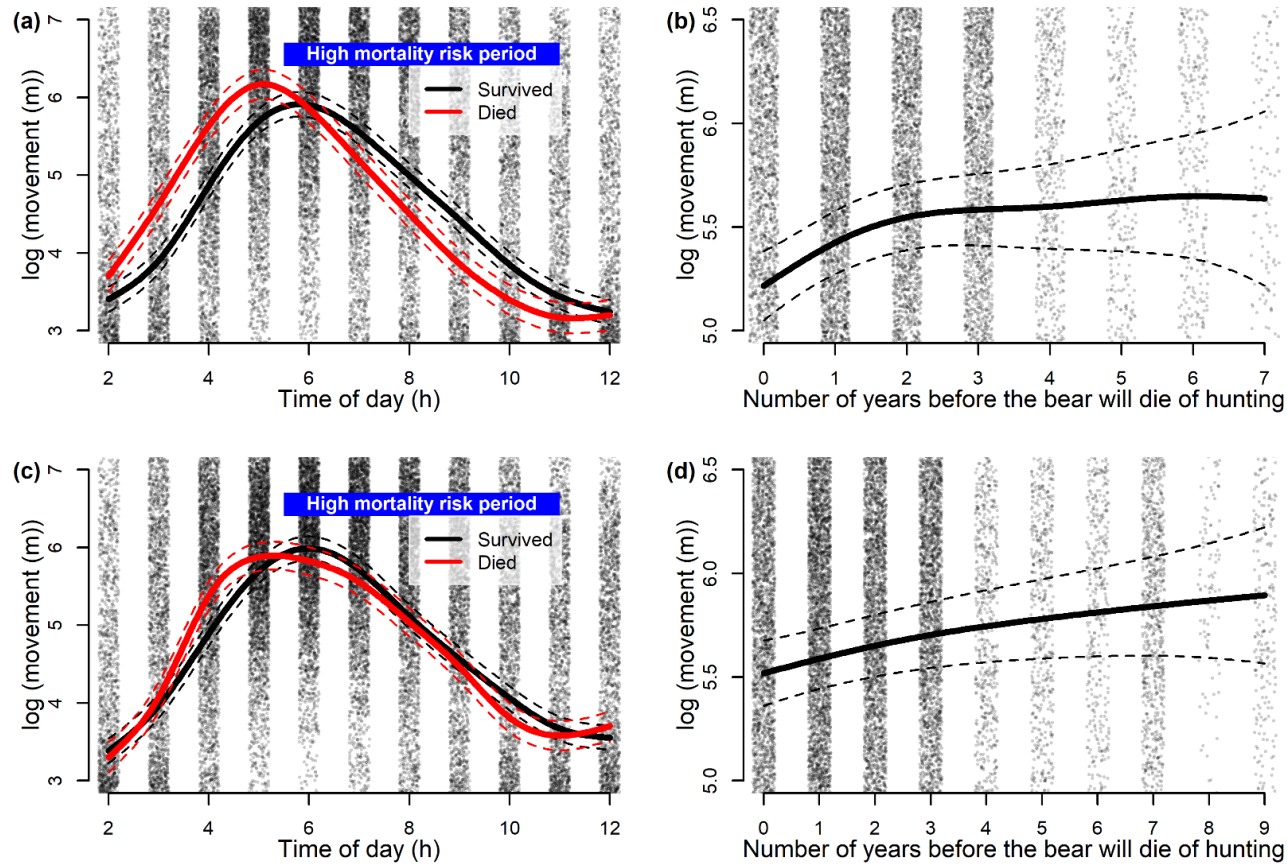 (a)
7
6
5
4
3
log (movement (m))
High mortality risk period
Survived
Died
2 4 6 8 10 12
Time of day (h)
(b)
6.5
6.0
5.5
5.0
log (movement (m))
0 1 2 3 4 5 6 7
Number of years before the bear will die of hunting
(c)
7
6
5
4
3
log (movement (m))
High mortality risk period
Survived
Died
2 4 6 8 10 12
Time of day (h)
(d)
6.5
6.0
5.5
5.0
log (movement (m))
0 1 2 3 4 5 6 7 8 9
Number of years before the bear will die of hunting